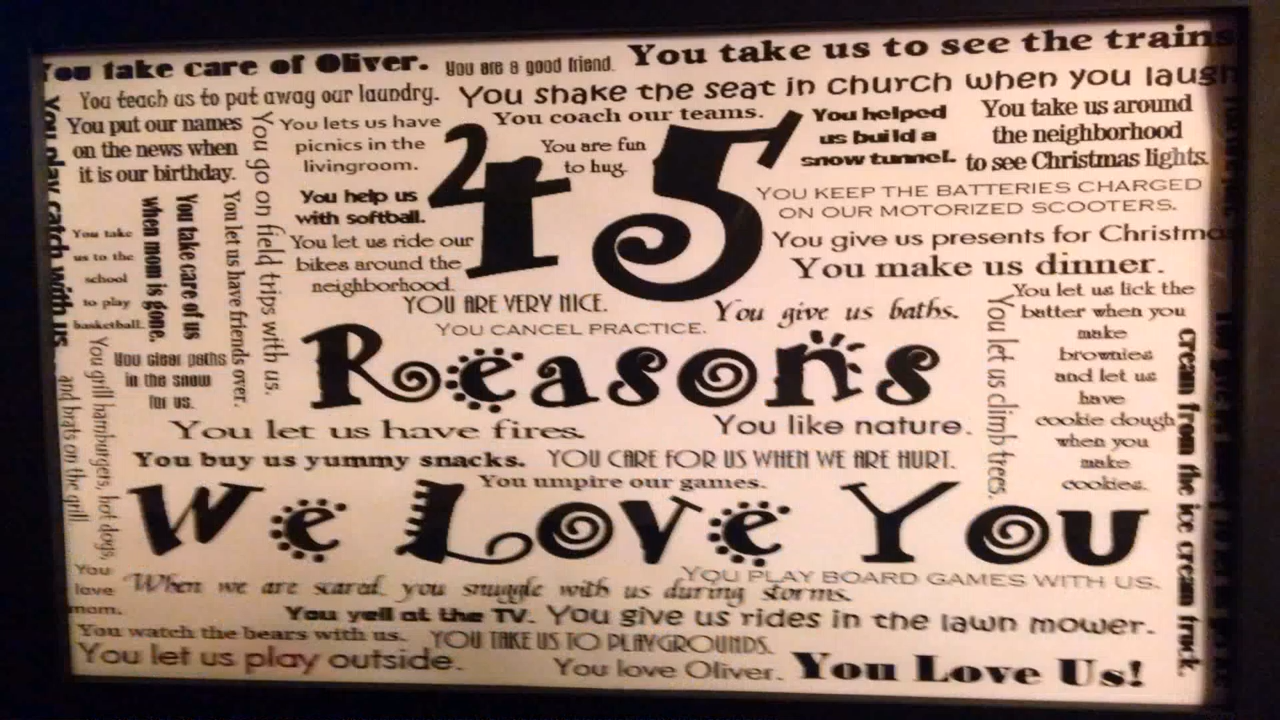 You take care of Oliver.
You are a good friend.
You take us to see the trains
You teach us to put away our laundry.
You shake the seat in church when you laugh
You put our names
on the news when
it is our birthday.
You lets us have
picnics in the
livingroom.
You coach our teams.
You are fun
to hug.
You helped
us build a
snow tunnel.
You take us around
the neighborhood
to see Christmas lights.
You play catch with us.
You go on field trips with us.
You help us
with softball.
45
YOU KEEP THE BATTERIES CHARGED
ON OUR MOTORIZED SCOOTERS.
You take
us to the
school
to play
basketball.
when mom is gone.
You take care of us
You let us have friends over.
You let us ride our
bikes around the
neighborhood.
You give us presents for Christma
You make us dinner.
YOU ARE VERY NICE.
You give us baths.
You let us lick the
batter when you
make
brownies
and let us
have
cookie dough
when you
make
cookies.
YOU CANCEL PRACTICE.
Reasons
You let us climb trees.
cream from the ice cream truck.
You clear paths
in the snow
for us.
You grill hamburgers, hot dogs,
and brats on the grill.
You let us have fires.
You like nature.
You buy us yummy snacks.
YOU CARE FOR US WHEN WE ARE HURT.
You umpire our games.
We Love You
You
love
mom.
YOU PLAY BOARD GAMES WITH US.
When we are scared, you snuggle with us during storms.
You yell at the TV.
You give us rides in the lawn mower.
You watch the bears with us.
YOU TAKE US TO PLAYGROUNDS.
You let us play outside.
You love Oliver.
You Love Us!